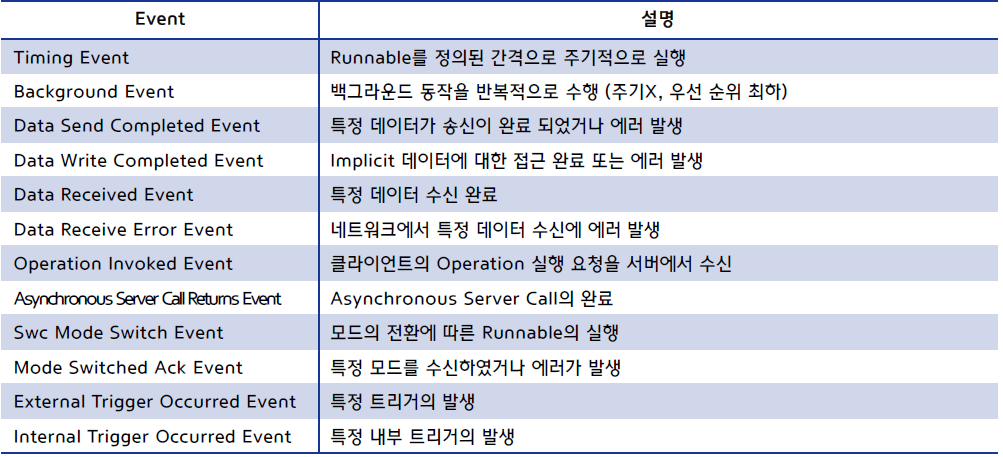 Event 설명
Timing Event Runnable를 정의된 간격으로 주기적으로 실행
Background Event 백그라운드 동작을 반복적으로 수행 (주기X, 우선 순위 최하)
Data Send Completed Event 특정 데이터가 송신이 완료 되었거나 에러 발생
Data Write Completed Event Implicit 데이터에 대한 접근 완료 또는 에러 발생
Data Received Event 특정 데이터 수신 완료
Data Receive Error Event 네트워크에서 특정 데이터 수신에 에러 발생
Operation Invoked Event 클라이언트의 Operation 실행 요청을 서버에서 수신
Asynchronous Server Call Returns Event Asynchronous Server Call의 완료
Swc Mode Switch Event 모드의 전환에 따른 Runnable의 실행
Mode Switched Ack Event 특정 모드를 수신하였거나 에러가 발생
External Trigger Occurred Event 특정 트리거의 발생
Internal Trigger Occurred Event 특정 내부 트리거의 발생